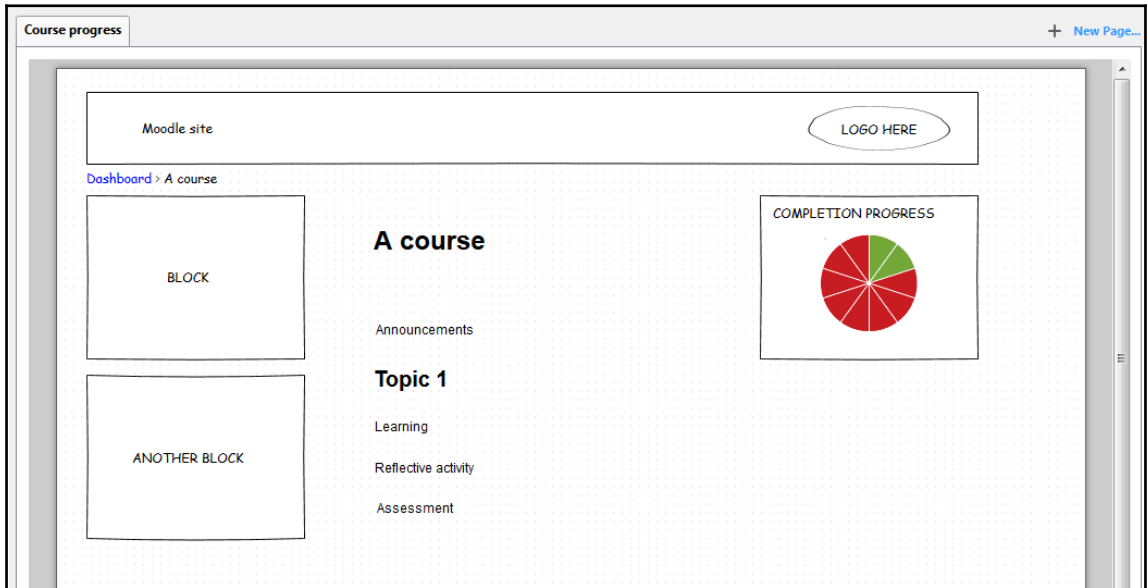 Course progress
+ New Page...
Moodle site
LOGO HERE
Dashboard > A course
BLOCK
ANOTHER BLOCK
A course
Announcements
Topic 1
Learning
Reflective activity
Assessment
COMPLETION PROGRESS